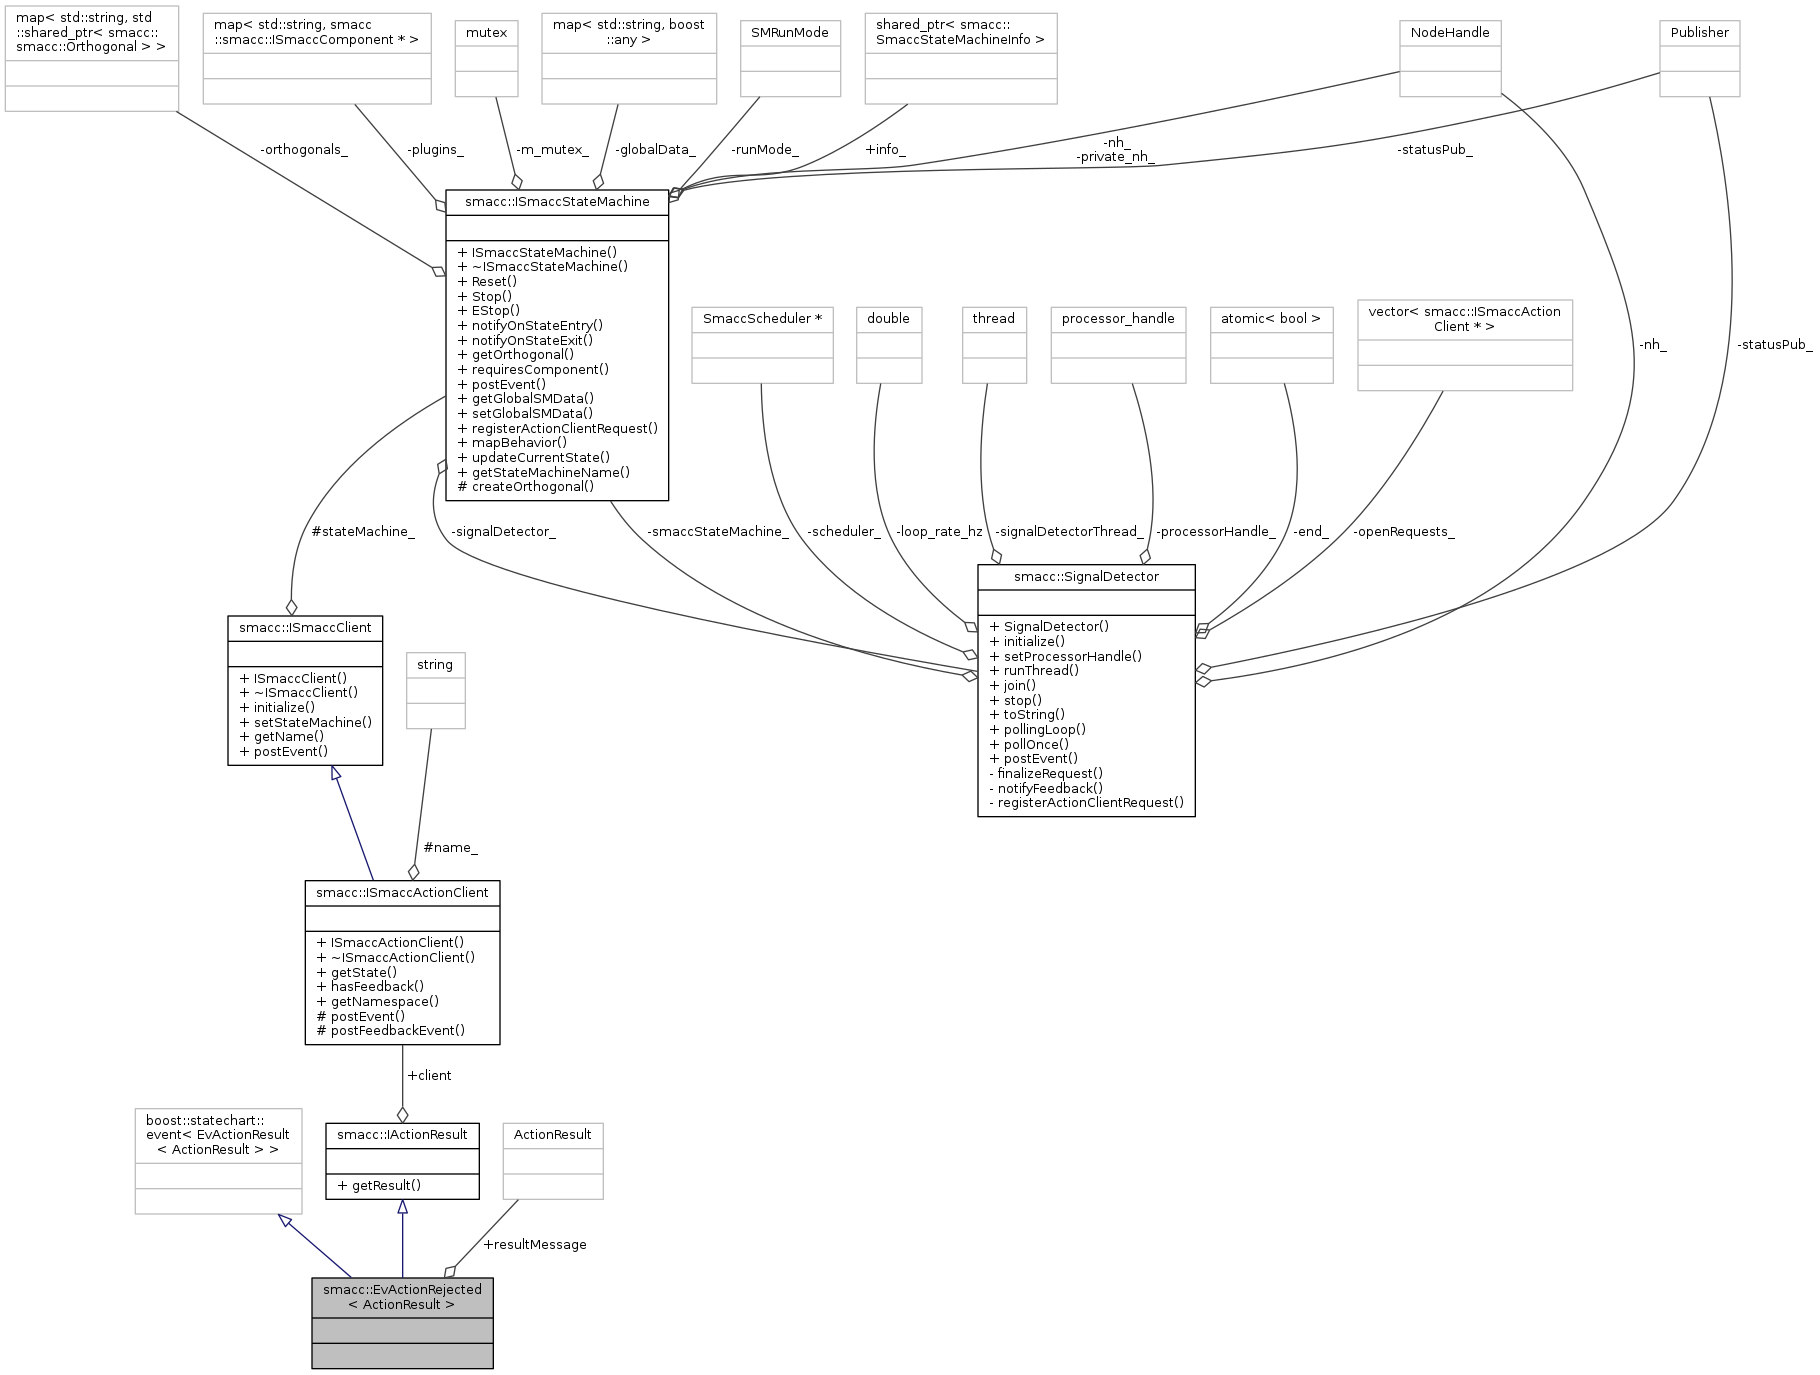 map< std::string, std
::shared_ptr< smacc::
smacc::Orthogonal > >
map< std::string, smacc
::smacc::ISmaccComponent * >
mutex
map< std::string, boost
::any >
SMRunMode
shared_ptr< smacc::
SmaccStateMachineInfo >
NodeHandle
Publisher
-orthogonals_
-plugins_
-m_mutex_
-globalData_
-runMode_
+info_
-nh_
-private_nh_
-statusPub_
smacc::ISmaccStateMachine
+ ISmaccStateMachine()
+ ~ISmaccStateMachine()
+ Reset()
+ Stop()
+ EStop()
+ notifyOnStateEntry()
+ notifyOnStateExit()
+ getOrthogonal()
+ requiresComponent()
+ postEvent()
+ getGlobalSMData()
+ setGlobalSMData()
+ registerActionClientRequest()
+ mapBehavior()
+ updateCurrentState()
+ getStateMachineName()
# createOrthogonal()
SmaccScheduler *
double
thread
processor_handle
atomic< bool >
vector< smacc::ISmaccAction
Client * >
-nh_
-statusPub_
#stateMachine_
-signalDetector_
-smaccStateMachine_
-scheduler_
-loop_rate_hz
-signalDetectorThread_
-processorHandle_
-end_
-openRequests_
smacc::SignalDetector
+ SignalDetector()
+ initialize()
+ setProcessorHandle()
+ runThread()
+ join()
+ stop()
+ toString()
+ pollingLoop()
+ pollOnce()
+ postEvent()
- finalizeRequest()
- notifyFeedback()
- registerActionClientRequest()
smacc::ISmaccClient
+ ISmaccClient()
+ ~ISmaccClient()
+ initialize()
+ setStateMachine()
+ getName()
+ postEvent()
string
#name_
smacc::ISmaccActionClient
+ ISmaccActionClient()
+ ~ISmaccActionClient()
+ getState()
+ hasFeedback()
+ getNamespace()
# postEvent()
# postFeedbackEvent()
+client
boost::statechart::
event< EvActionResult
< ActionResult > >
smacc::IActionResult
+ getResult()
ActionResult
+resultMessage
smacc::EvActionRejected
< ActionResult >